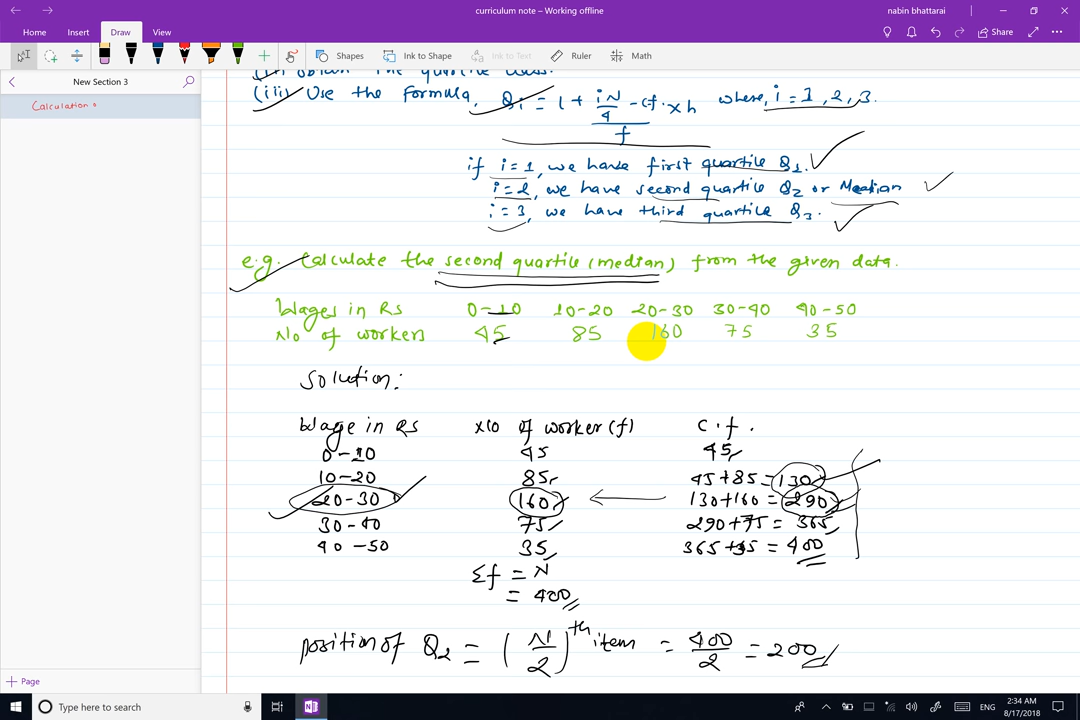 curriculum note – Working offline
nabin bhattarai
Home Insert Draw View
Share
Shapes Ink to Shape Ink to Text Ruler Math
New Section 3
Calculation
obtain the quartile class.
(iii) Use the formula, Qi = l + iN/4 - cf / f × h where, i = 1, 2, 3.
if i = 1, we have first quartile Q1.
i = 2, we have second quartile Q2 or Median
i = 3, we have third quartile Q3.
e.g. Calculate the second quartile (median) from the given data.
Wages in RS 0-10 10-20 20-30 30-40 40-50
No of workers 45 85 160 75 35
Solution:
Wage in RS No of worker (f) c.f.
0-10 45 45
10-20 85 45+85 = 130
20-30 160 130+160 = 290
30-40 75 290+75 = 365
40-50 35 365+35 = 400
Σf = N
= 400
position of Q2 = (N/2)th item = 400/2 = 200
+ Page
Type here to search
ENG
2:34 AM
8/17/2018